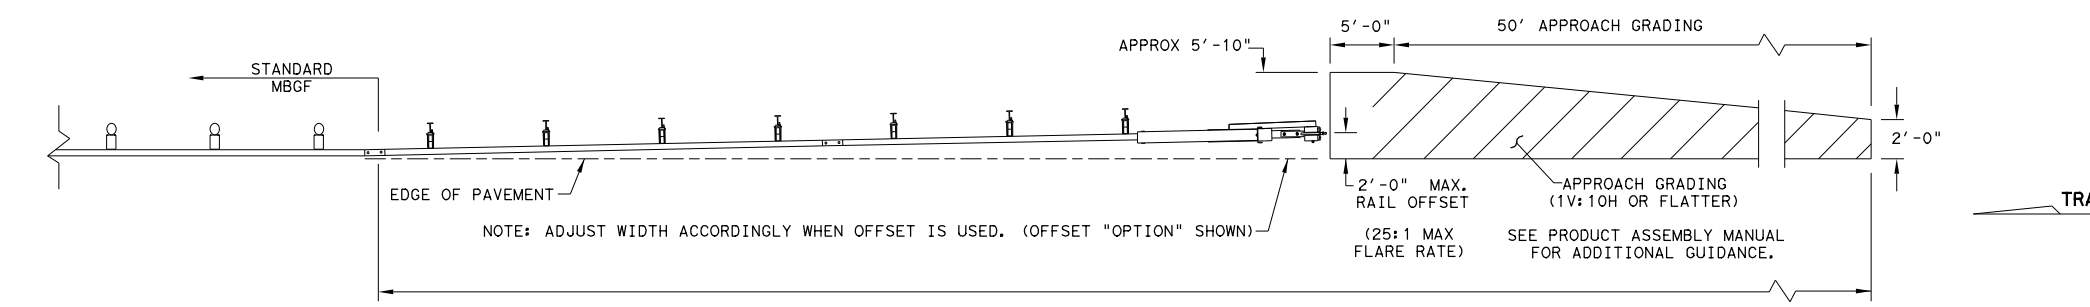 5'-0"
50' APPROACH GRADING
APPROX 5'-10"
STANDARD
MBGF
2'-0"
EDGE OF PAVEMENT
2'-0" MAX.
RAIL OFFSET
(25:1 MAX
FLARE RATE)
APPROACH GRADING
(1V:10H OR FLATTER)
NOTE: ADJUST WIDTH ACCORDINGLY WHEN OFFSET IS USED. (OFFSET "OPTION" SHOWN)
SEE PRODUCT ASSEMBLY MANUAL
FOR ADDITIONAL GUIDANCE.